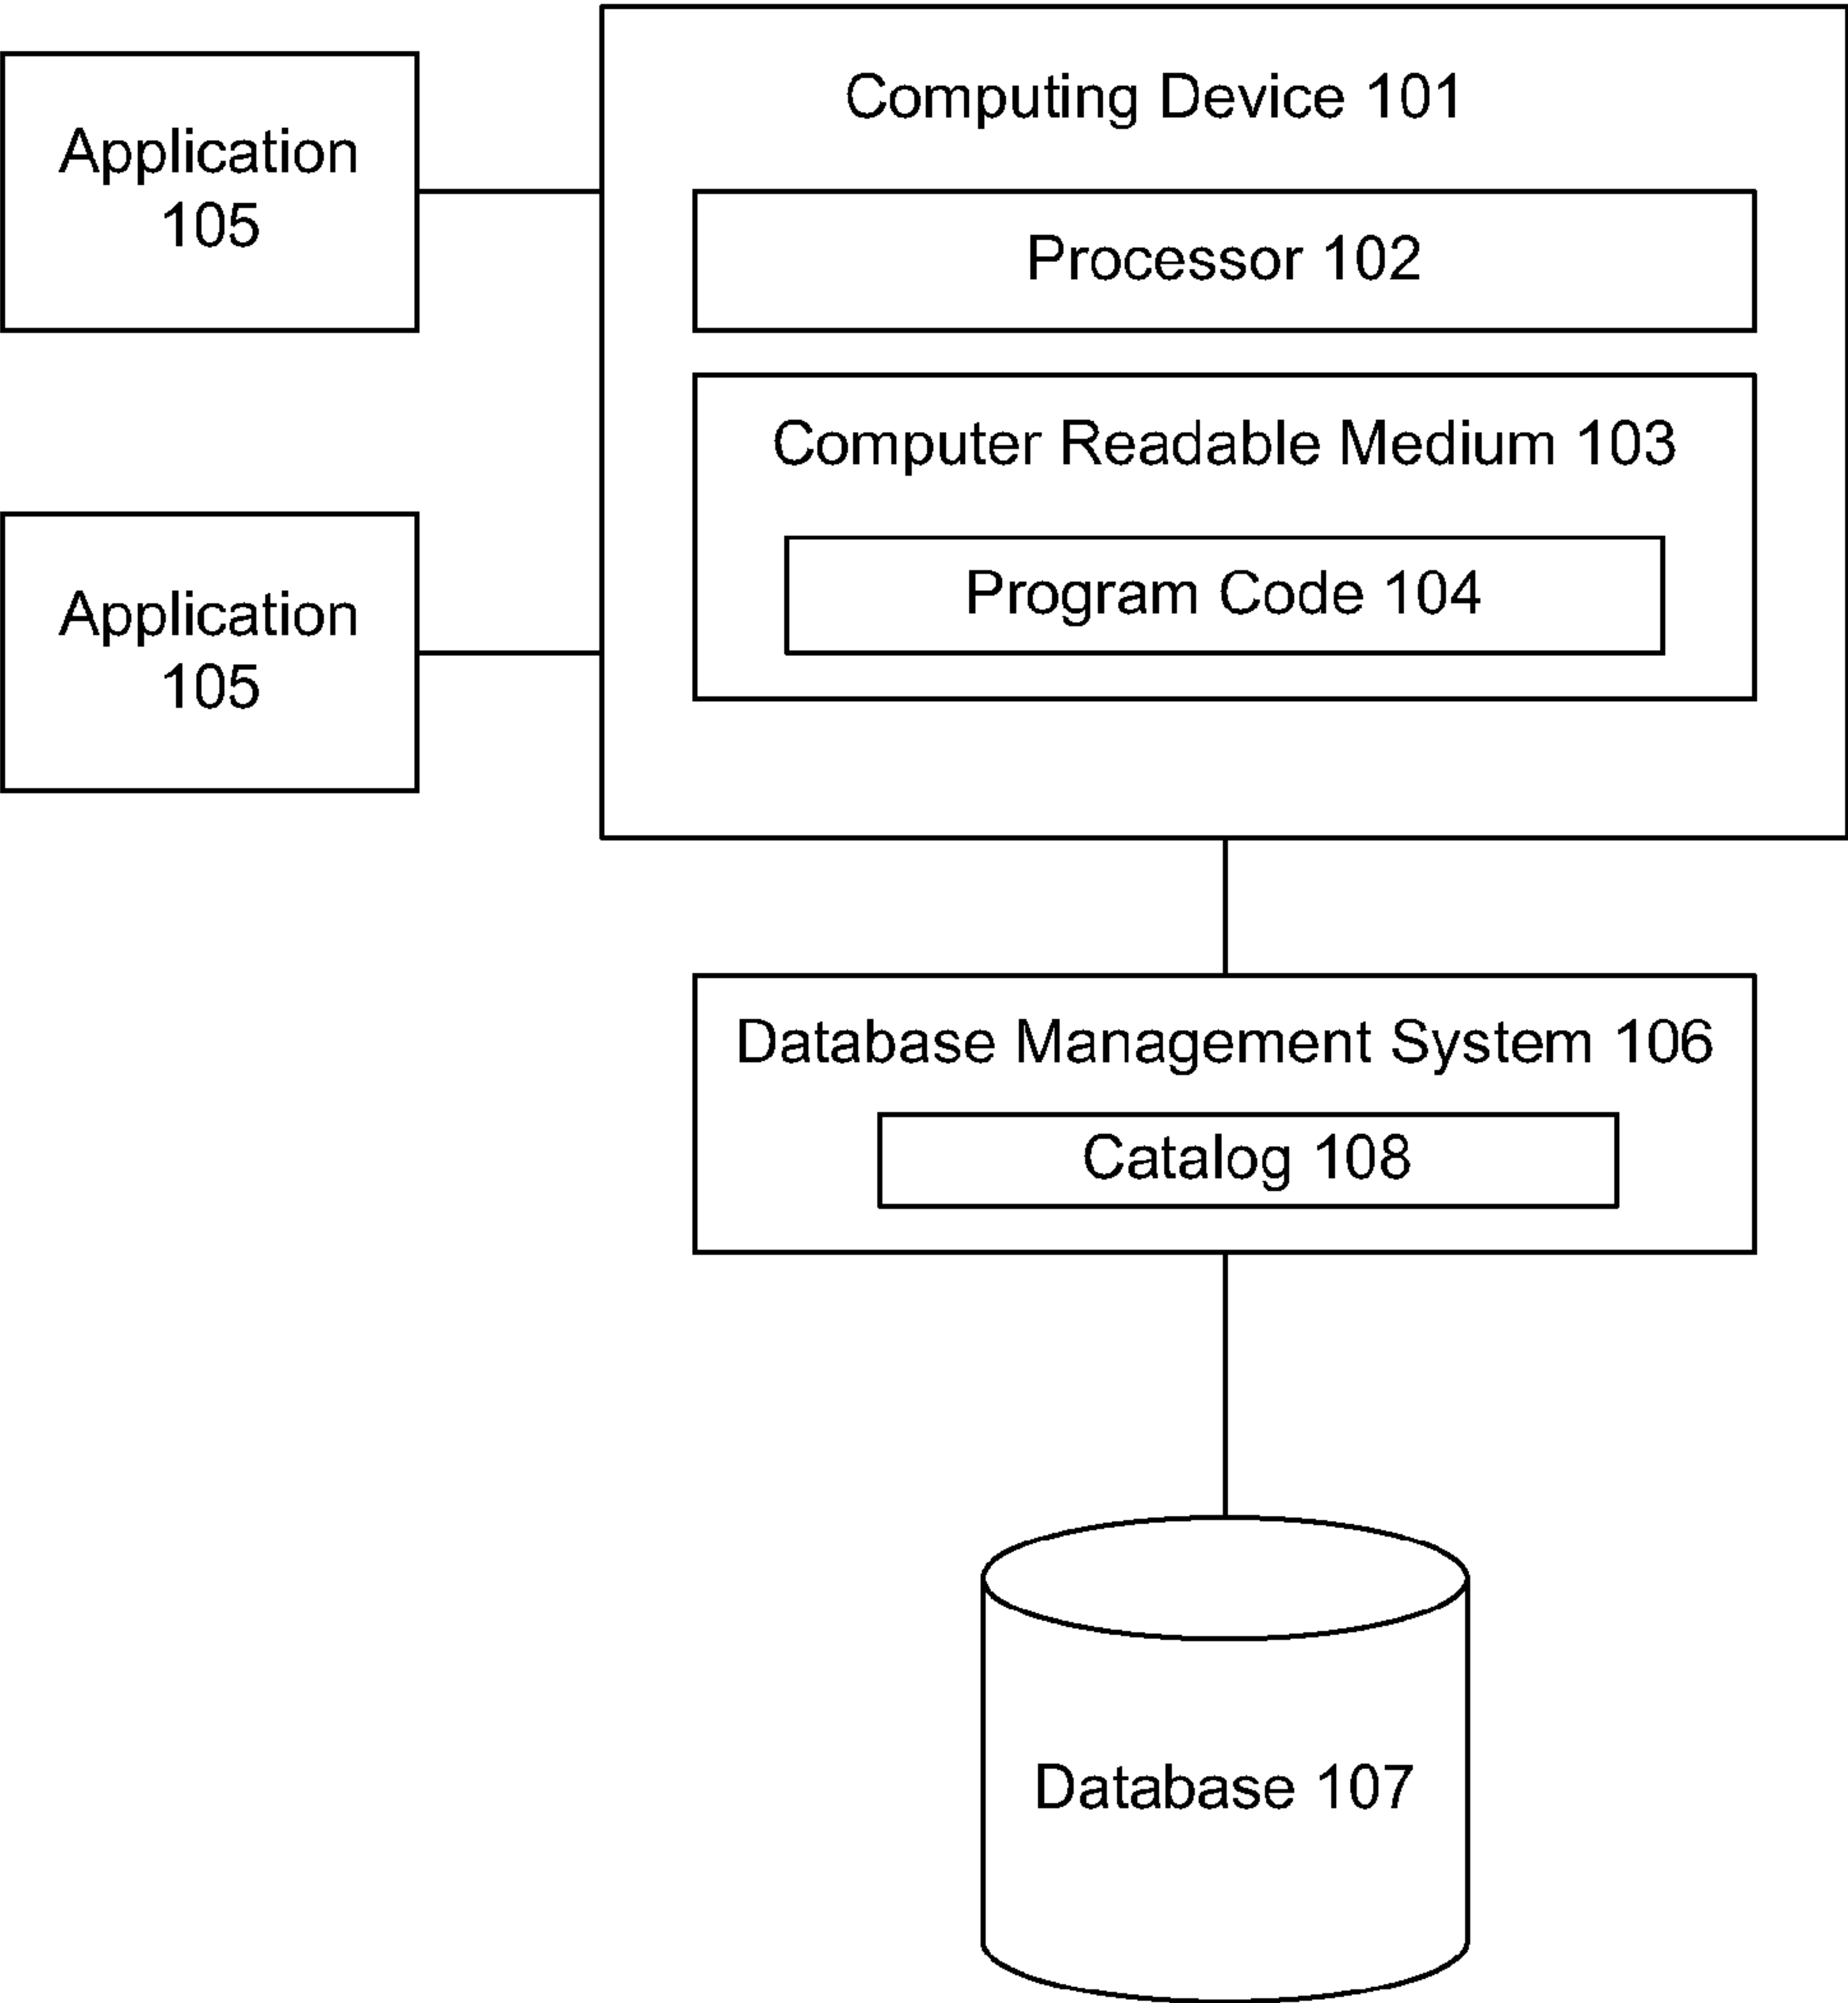 Application
105
Application
105
Computing Device 101
Processor 102
Computer Readable Medium 103
Program Code 104
Database Management System 106
Catalog 108
Database 107